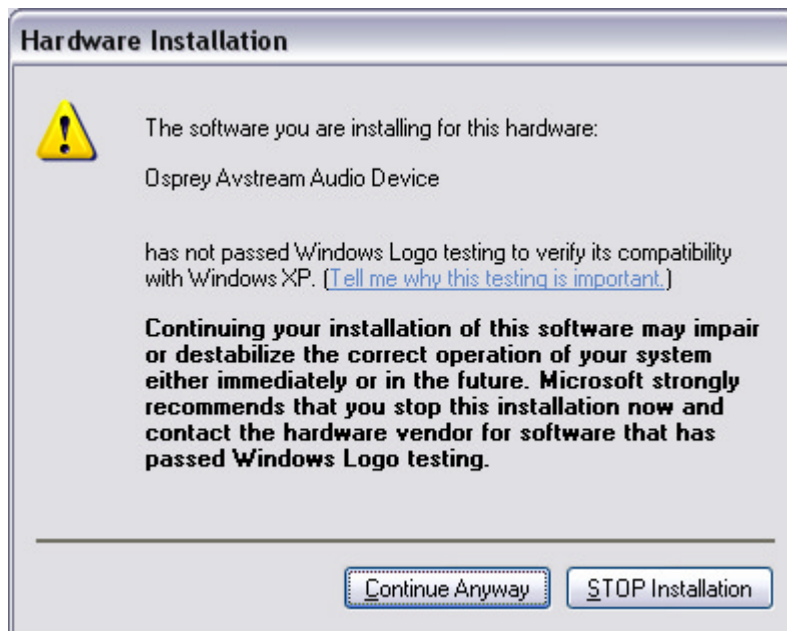 Hardware Installation
The software you are installing for this hardware:
Osprey Avstream Audio Device
has not passed Windows Logo testing to verify its compatibility
with Windows XP. (Tell me why this testing is important.)
Continuing your installation of this software may impair
or destabilize the correct operation of your system
either immediately or in the future. Microsoft strongly
recommends that you stop this installation now and
contact the hardware vendor for software that has
passed Windows Logo testing.
Continue Anyway
STOP Installation